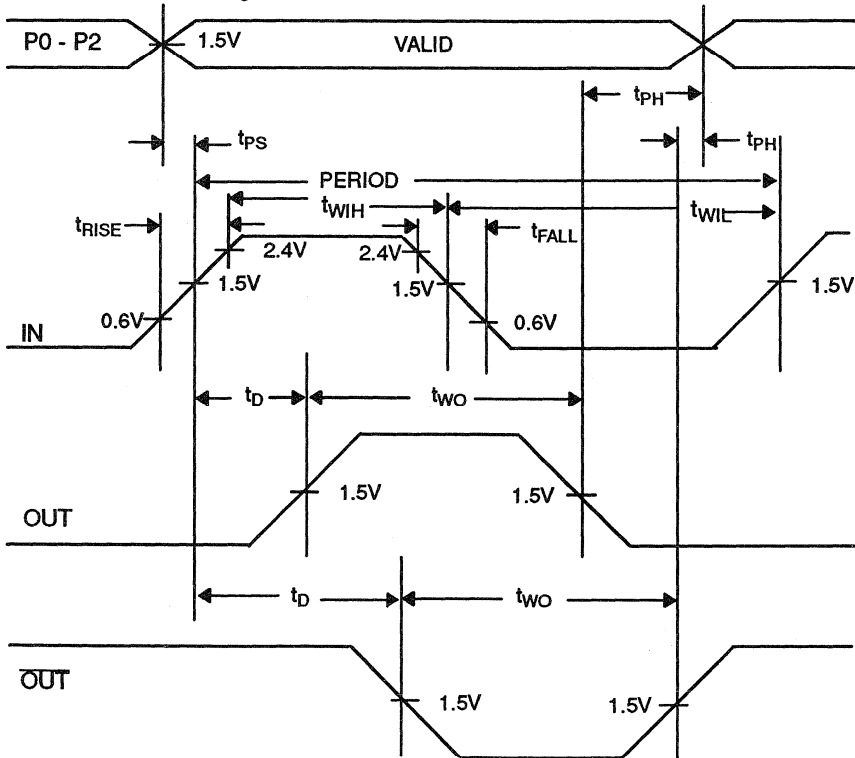 P0 - P2 1.5V VALID
tPH
tPS tPH
PERIOD
tWIH tWIL
tRISE tFALL
2.4V 2.4V
1.5V 1.5V 1.5V
0.6V 0.6V
IN
tD tWO
1.5V 1.5V
OUT
tD tWO
OUT
1.5V 1.5V